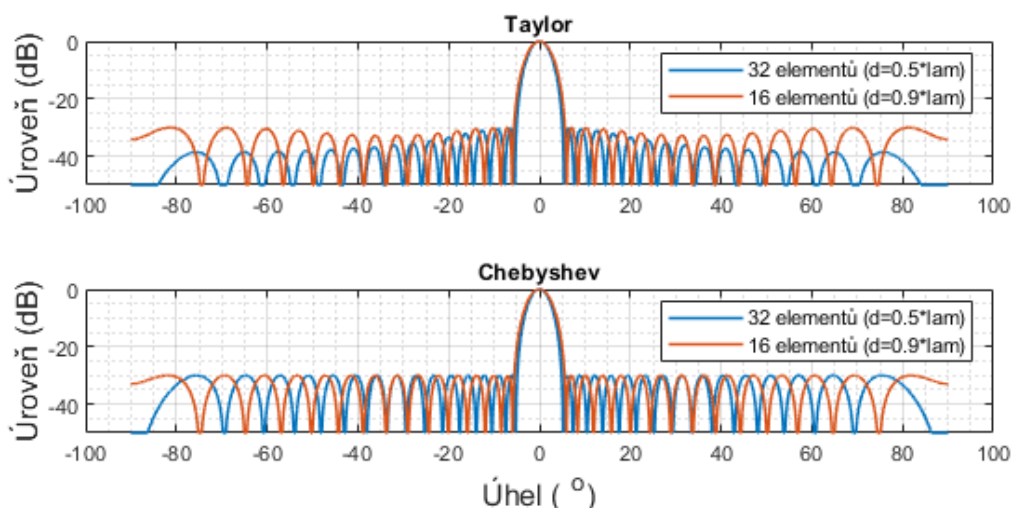 Taylor
Úroveň (dB)
0
-20
-40
32 elementů (d=0.5*lam)
16 elementů (d=0.9*lam)
-100 -80 -60 -40 -20 0 20 40 60 80 100
Chebyshev
Úroveň (dB)
0
-20
-40
32 elementů (d=0.5*lam)
16 elementů (d=0.9*lam)
-100 -80 -60 -40 -20 0 20 40 60 80 100
Úhel ( º)